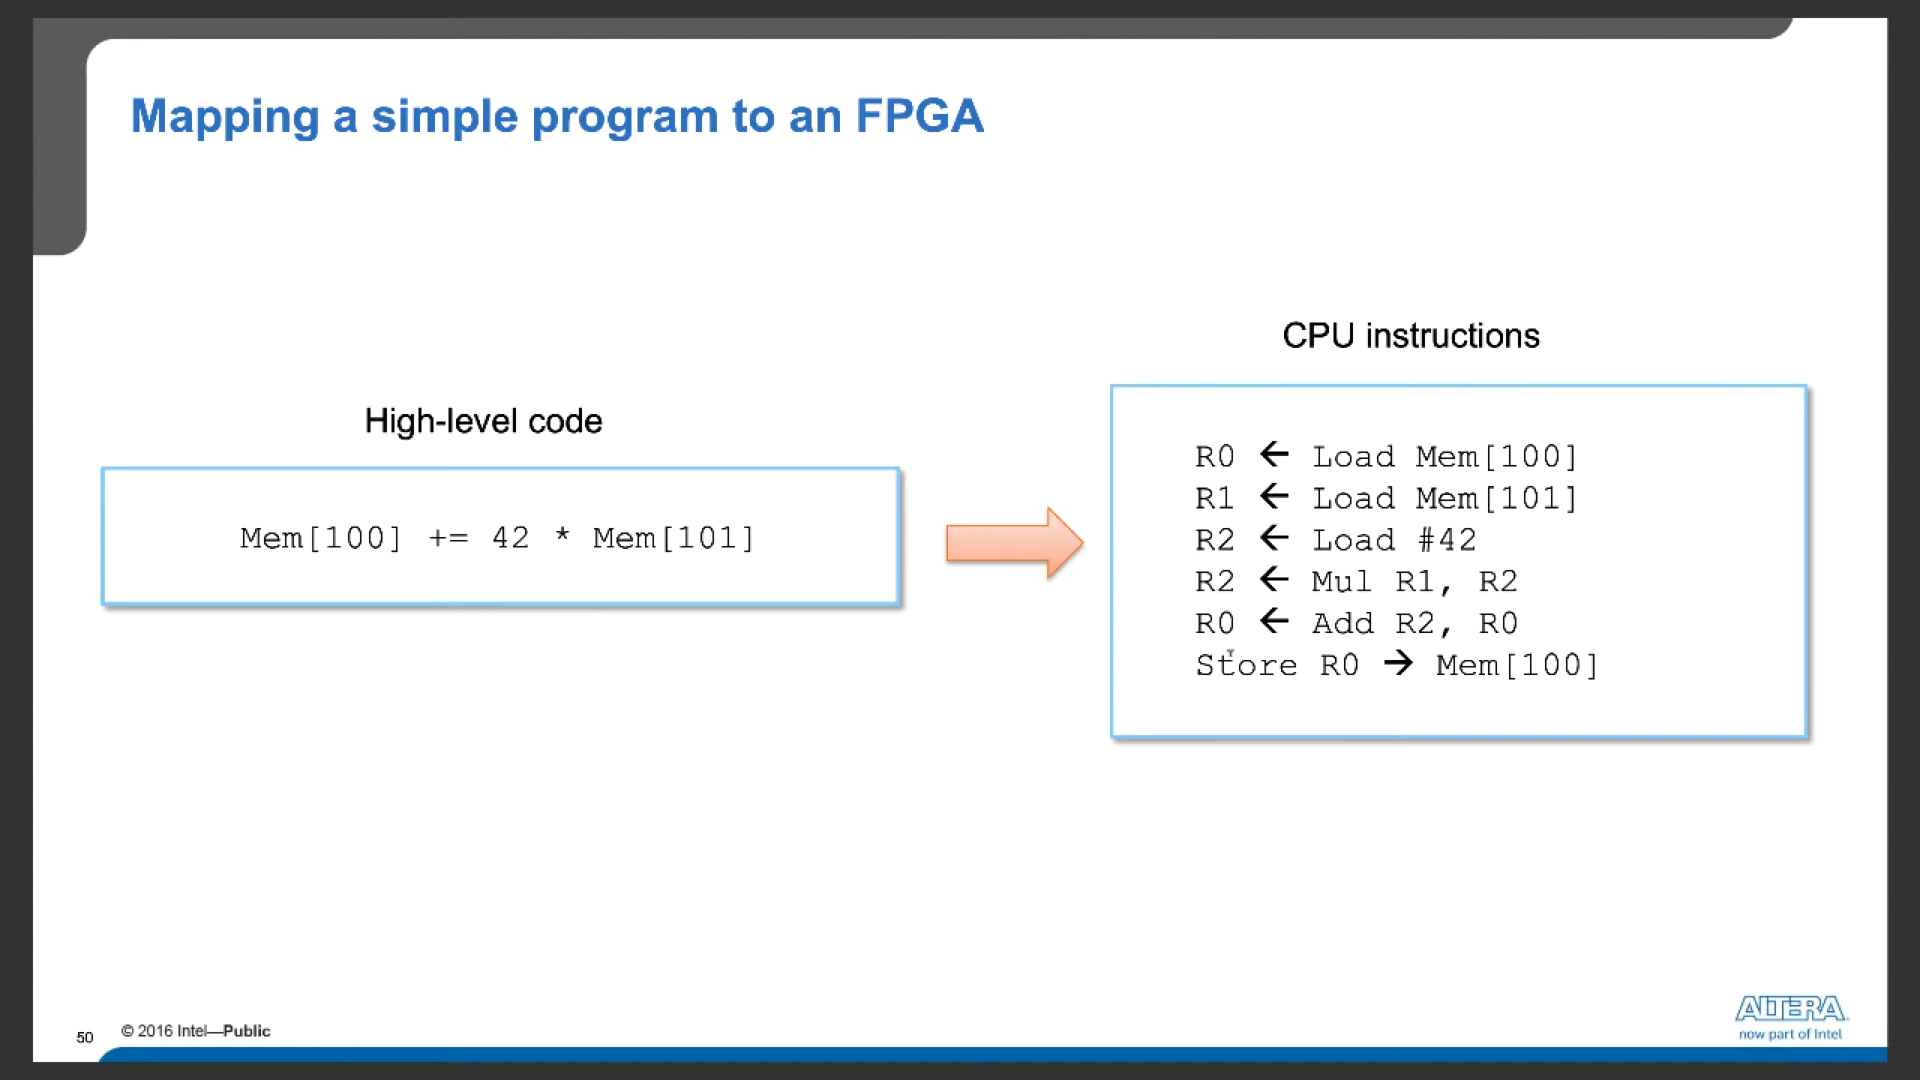 Mapping a simple program to an FPGA
High-level code
Mem[100] += 42 * Mem[101]
CPU instructions
R0 ← Load Mem[100]
R1 ← Load Mem[101]
R2 ← Load #42
R2 ← Mul R1, R2
R0 ← Add R2, R0
Store R0 → Mem[100]
50
© 2016 Intel—Public
ALTERA
now part of Intel